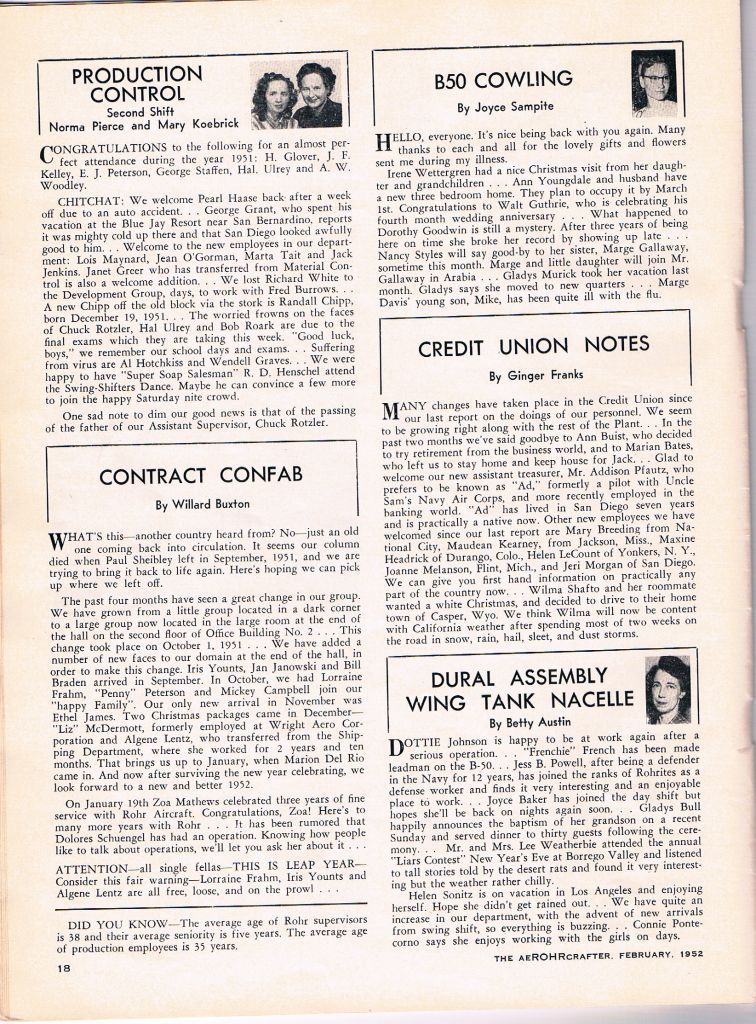 PRODUCTION
CONTROL
Second Shift
Norma Pierce and Mary Koebrick
CONGRATULATIONS to the following for an almost per-
fect attendance during the year 1951: H. Glover, J. F.
Kelley, E. J. Peterson, George Staffen, Hal. Ulrey and A. W.
Woodley.
CHITCHAT: We welcome Pearl Haase back after a week
off due to an auto accident. . . George Grant, who spent his
vacation at the Blue Jay Resort near San Bernardino, reports
it was mighty cold up there and that San Diego looked awfully
good to him. . . Welcome to the new employees in our depart-
ment: Lois Maynard, Jean O'Gorman, Marta Tait and Jack
Jenkins. Janet Greer who has transferred from Material Con-
trol is also a welcome addition. . . We lost Richard White to
the Development Group, days, to work with Fred Burrows. . .
A new Chipp off the old block via the stork is Randall Chipp,
born December 19, 1951. . . The worried frowns on the faces
of Chuck Rotzler, Hal Ulrey and Bob Roark are due to the
final exams which they are taking this week. "Good luck,
boys," we remember our school days and exams. . . Suffering
from virus are Al Hotchkiss and Wendell Graves. . . We were
happy to have "Super Soap Salesman" R. D. Henschel attend
the Swing-Shifters Dance. Maybe he can convince a few more
to join the happy Saturday nite crowd.
One sad note to dim our good news is that of the passing
of the father of our Assistant Supervisor, Chuck Rotzler.
CONTRACT CONFAB
By Willard Buxton
WHAT'S this—another country heard from? No—just an old
one coming back into circulation. It seems our column
died when Paul Sheibley left in September, 1951, and we are
trying to bring it back to life again. Here's hoping we can pick
up where we left off.
The past four months have seen a great change in our group.
We have grown from a little group located in a dark corner
to a large group now located in the large room at the end of
the hall on the second floor of Office Building No. 2 . . . This
change took place on October 1, 1951 . . . We have added a
number of new faces to our domain at the end of the hall, in
order to make this change. Iris Younts, Jan Janowski and Bill
Braden arrived in September. In October, we had Lorraine
Frahm, "Penny" Peterson and Mickey Campbell join our
"happy Family". Our only new arrival in November was
Ethel James. Two Christmas packages came in December—
"Liz" McDermott, formerly employed at Wright Aero Cor-
poration and Algene Lentz, who transferred from the Ship-
ping Department, where she worked for 2 years and ten
months. That brings us up to January, when Marion Del Rio
came in. And now after surviving the new year celebrating, we
look forward to a new and better 1952.
On January 19th Zoa Mathews celebrated three years of fine
service with Rohr Aircraft. Congratulations, Zoa! Here's to
many more years with Rohr . . . It has been rumored that
Dolores Schuengel has had an operation. Knowing how people
like to talk about operations, we'll let you ask her about it . . .
ATTENTION—all single fellas—THIS IS LEAP YEAR—
Consider this fair warning—Lorraine Frahm, Iris Younts and
Algene Lentz are all free, loose, and on the prowl . . .
DID YOU KNOW—The average age of Rohr supervisors
is 38 and their average seniority is five years. The average age
of production employees is 35 years.
18
B50 COWLING
By Joyce Sampite
HELLO, everyone. It's nice being back with you again. Many
thanks to each and all for the lovely gifts and flowers
sent me during my illness.
Irene Wettergren had a nice Christmas visit from her daugh-
ter and grandchildren . . . Ann Youngdale and husband have
a new three bedroom home. They plan to occupy it by March
1st. Congratulations to Walt Guthrie, who is celebrating his
fourth month wedding anniversary . . . What happened to
Dorothy Goodwin is still a mystery. After three years of being
here on time she broke her record by showing up late . . .
Nancy Styles will say good-by to her sister, Marge Gallaway,
sometime this month. Marge and little daughter will join Mr.
Gallaway in Arabia . . . Gladys Murick took her vacation last
month. Gladys says she moved to new quarters . . . Marge
Davis' young son, Mike, has been quite ill with the flu.
CREDIT UNION NOTES
By Ginger Franks
MANY changes have taken place in the Credit Union since
our last report on the doings of our personnel. We seem
to be growing right along with the rest of the Plant. . . In the
past two months we've said goodbye to Ann Buist, who decided
to try retirement from the business world, and to Marian Bates,
who left us to stay home and keep house for Jack. . . Glad to
welcome our new assistant treasurer, Mr. Addison Pfautz, who
prefers to be known as "Ad," formerly a pilot with Uncle
Sam's Navy Air Corps, and more recently employed in the
banking world. "Ad" has lived in San Diego seven years
and is practically a native now. Other new employees we have
welcomed since our last report are Mary Breeding from Na-
tional City, Maudean Kearney, from Jackson, Miss., Maxine
Headrick of Durango, Colo., Helen LeCount of Yonkers, N. Y.,
Joanne Melanson, Flint, Mich., and Jeri Morgan of San Diego.
We can give you first hand information on practically any
part of the country now. . . Wilma Shafto and her roommate
wanted a white Christmas, and decided to drive to their home
town of Casper, Wyo. We think Wilma will now be content
with California weather after spending most of two weeks on
the road in snow, rain, hail, sleet, and dust storms.
DURAL ASSEMBLY
WING TANK NACELLE
By Betty Austin
DOTTIE Johnson is happy to be at work again after a
serious operation. . . "Frenchie" French has been made
leadman on the B-50. . . Jess B. Powell, after being a defender
in the Navy for 12 years, has joined the ranks of Rohrites as a
defense worker and finds it very interesting and an enjoyable
place to work. . . Joyce Baker has joined the day shift but
hopes she'll be back on nights again soon. . . Gladys Bull
happily announces the baptism of her grandson on a recent
Sunday and served dinner to thirty guests following the cere-
mony. . . Mr. and Mrs. Lee Weatherbie attended the annual
"Liars Contest" New Year's Eve at Borrego Valley and listened
to tall stories told by the desert rats and found it very interest-
ing but the weather rather chilly.
Helen Sonitz is on vacation in Los Angeles and enjoying
herself. Hope she didn't get rained out. . . We have quite an
increase in our department, with the advent of new arrivals
from swing shift, so everything is buzzing. . . Connie Ponte-
corno says she enjoys working with the girls on days.
THE aeROHRcrafter, FEBRUARY, 1952